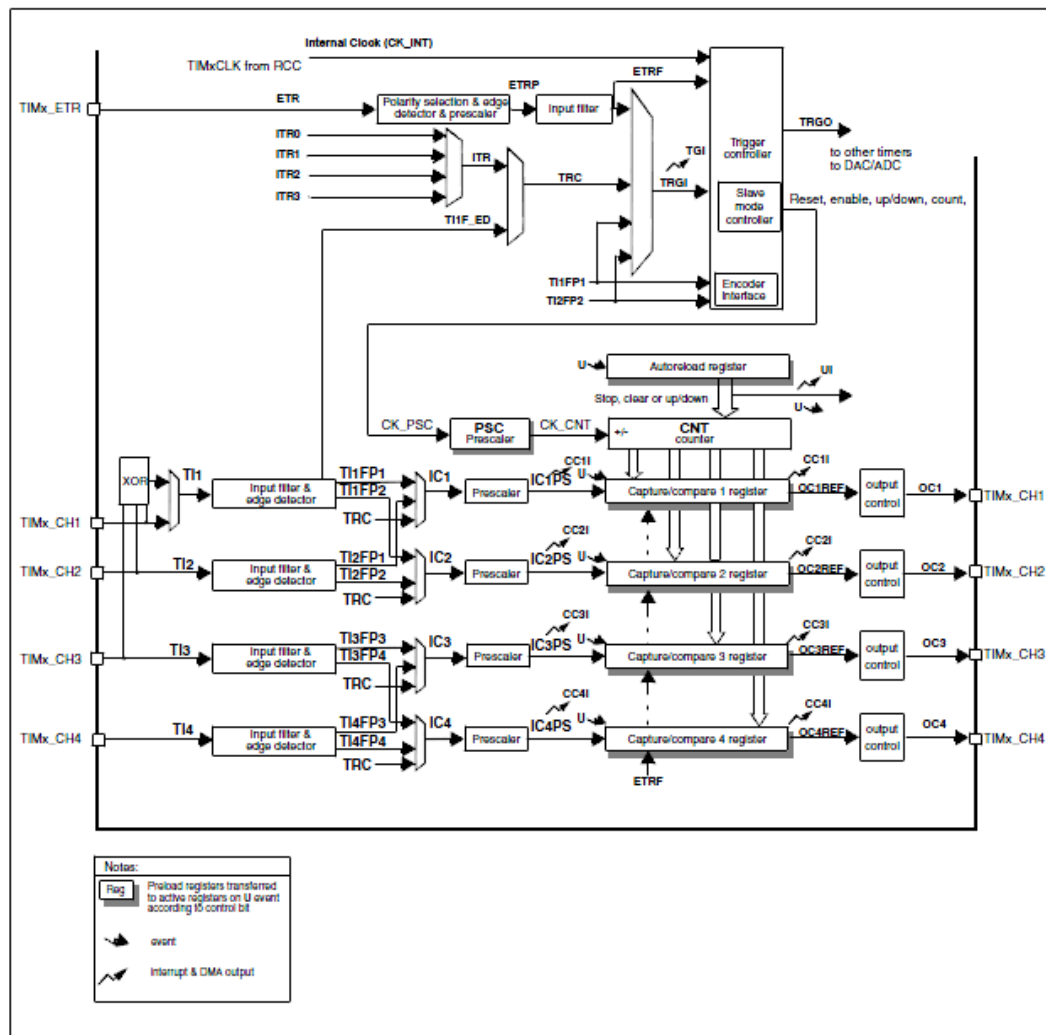 Internal Clock (CK_INT)
TIMxCLK from RCC
ETRF
TIMx_ETR
ETR
Polarity selection & edge
detector & prescaler
ETRP
Input filter
ITR0
ITR1
ITR2
ITR3
ITR
TI1F_ED
TRC
TGI
TRGI
Trigger
controller
TRGO
to other timers
to DAC/ADC
Slave
mode
controller
Reset, enable, up/down, count,
TI1FP1
TI2FP2
Encoder
Interface
U
Autoreload register
UI
Stop, clear or up/down
U
CK_PSC
PSC
Prescaler
CK_CNT
+/-
CNT
counter
XOR
TI1
Input filter &
edge detector
TI1FP1
TI1FP2
TRC
IC1
Prescaler
IC1PS
CC1I
U
Capture/compare 1 register
CC1I
OC1REF
output
control
OC1
TIMx_CH1
TIMx_CH1
TIMx_CH2
TI2
Input filter &
edge detector
TI2FP1
TI2FP2
TRC
IC2
Prescaler
IC2PS
CC2I
U
Capture/compare 2 register
CC2I
OC2REF
output
control
OC2
TIMx_CH2
TIMx_CH3
TI3
Input filter &
edge detector
TI3FP3
TI3FP4
TRC
IC3
Prescaler
IC3PS
CC3I
U
Capture/compare 3 register
CC3I
OC3REF
output
control
OC3
TIMx_CH3
TIMx_CH4
TI4
Input filter &
edge detector
TI4FP3
TI4FP4
TRC
IC4
Prescaler
IC4PS
CC4I
U
Capture/compare 4 register
CC4I
OC4REF
output
control
OC4
TIMx_CH4
ETRF
Notes:
Reg
Preload registers transferred
to active registers on U event
according to control bit
event
interrupt & DMA output